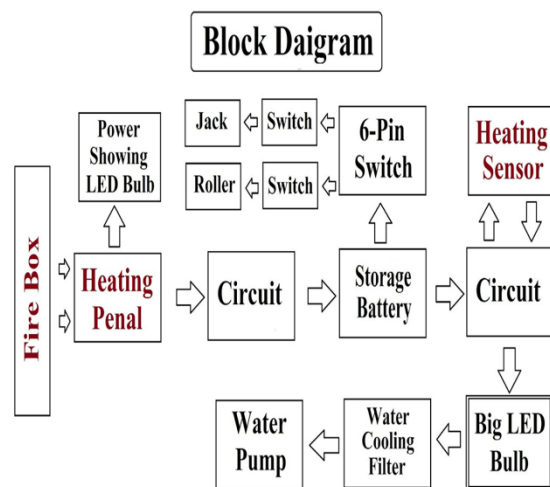 Block Daigram
Power
Showing
LED Bulb
Jack
Switch
6-Pin
Switch
Roller
Switch
Heating
Sensor
Fire Box
Heating
Penal
Circuit
Storage
Battery
Circuit
Water
Pump
Water
Cooling
Filter
Big LED
Bulb